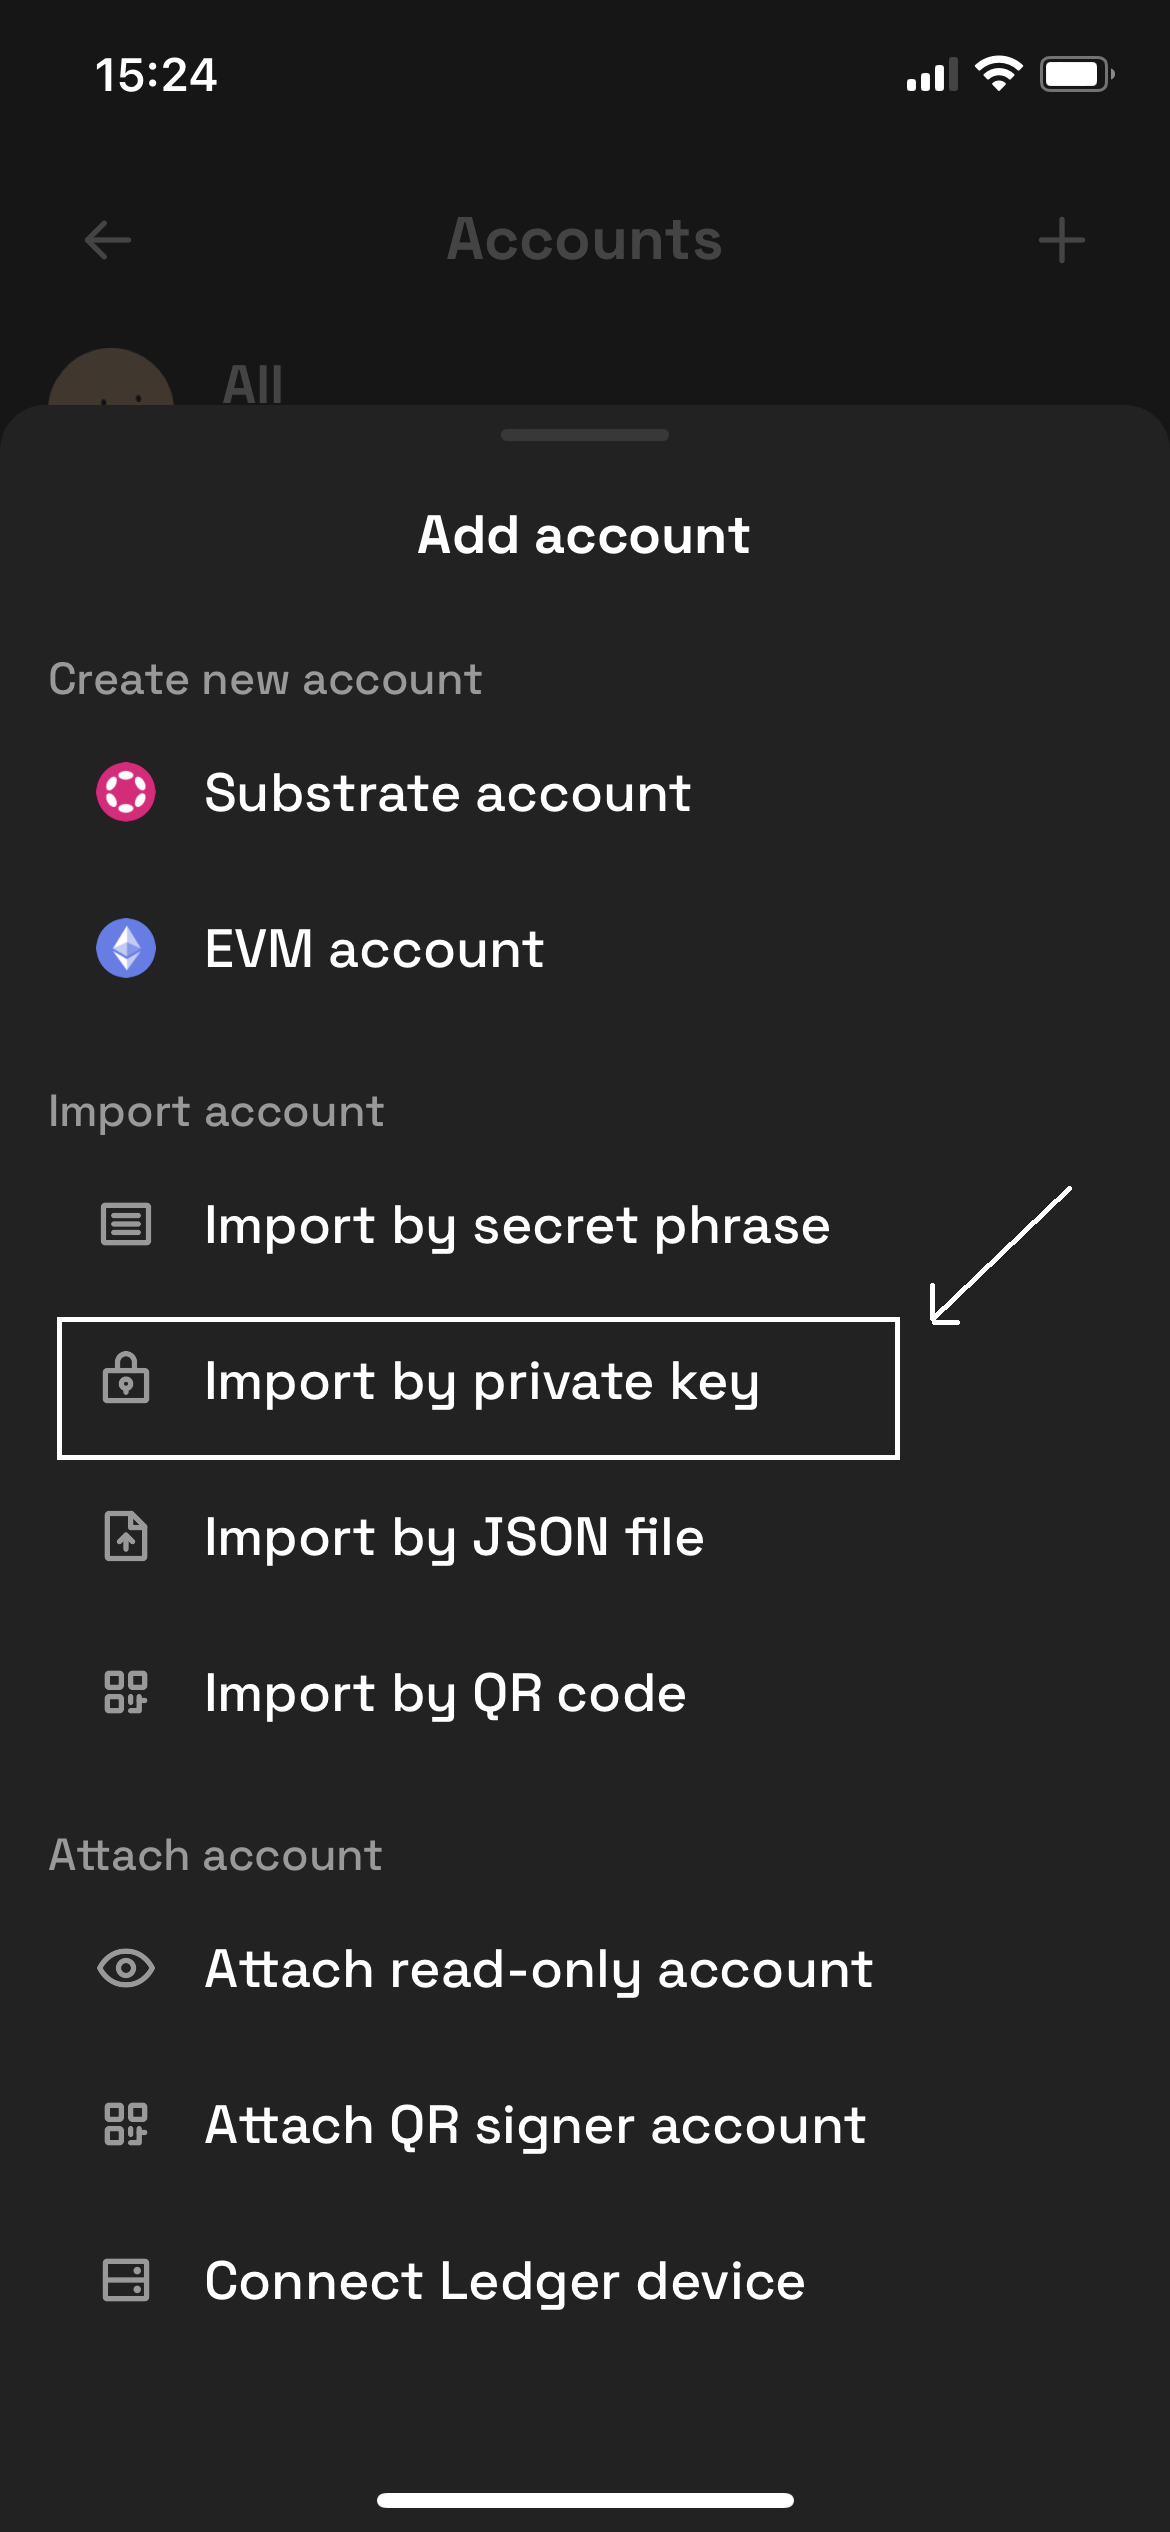 15:24
Accounts
All
Add account
Create new account
Substrate account
EVM account
Import account
Import by secret phrase
Import by private key
Import by JSON file
Import by QR code
Attach account
Attach read-only account
Attach QR signer account
Connect Ledger device